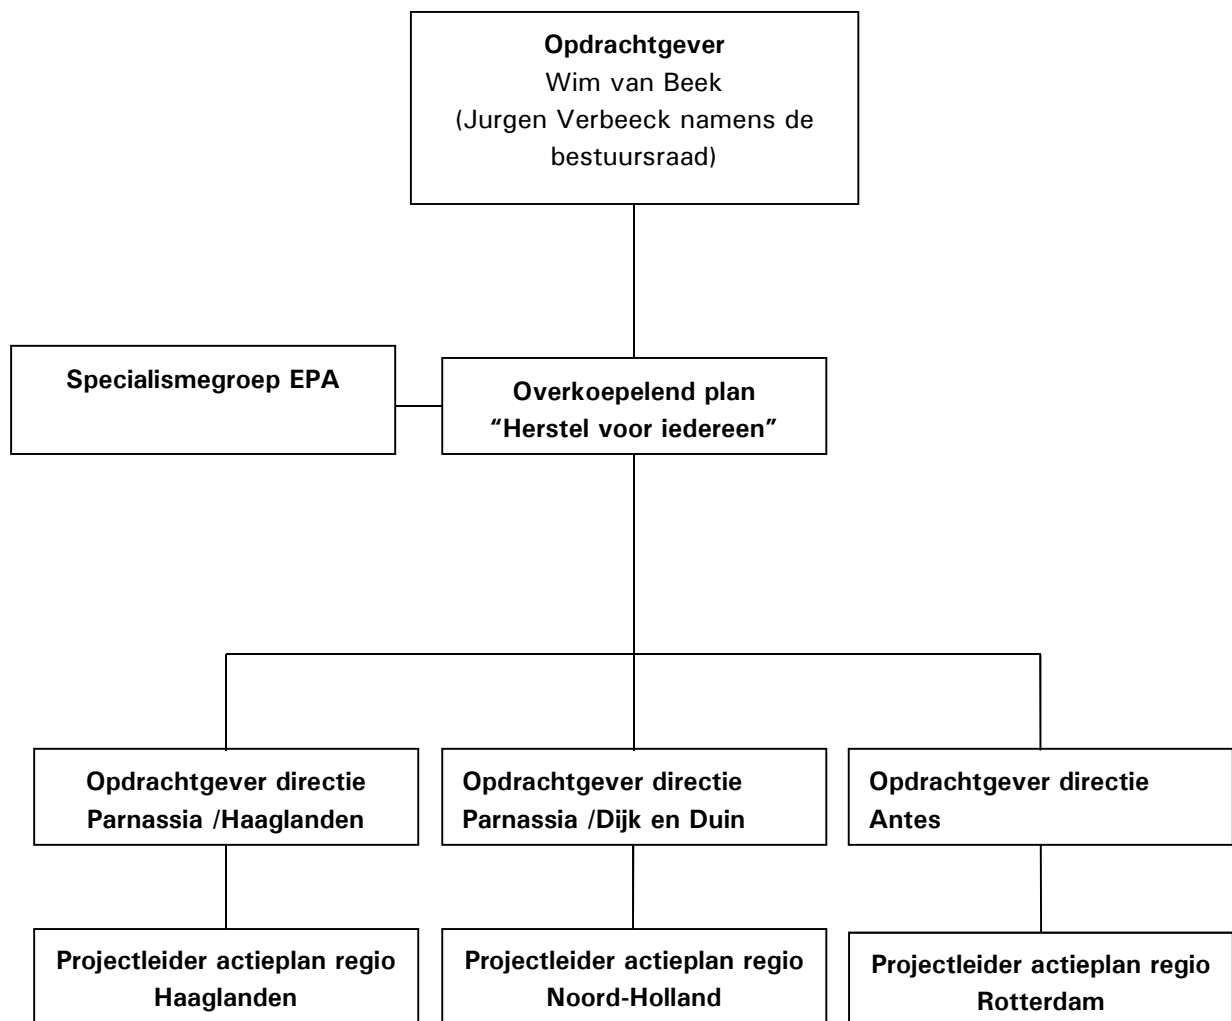 Opdrachtgever
Wim van Beek
(Jurgen Verbeeck namens de
bestuursraad)
Specialismegroep EPA
Overkoepelend plan
“Herstel voor iedereen”
Opdrachtgever directie
Parnassia /Haaglanden
Opdrachtgever directie
Parnassia /Dijk en Duin
Opdrachtgever directie
Antes
Projectleider actieplan regio
Haaglanden
Projectleider actieplan regio
Noord-Holland
Projectleider actieplan regio
Rotterdam